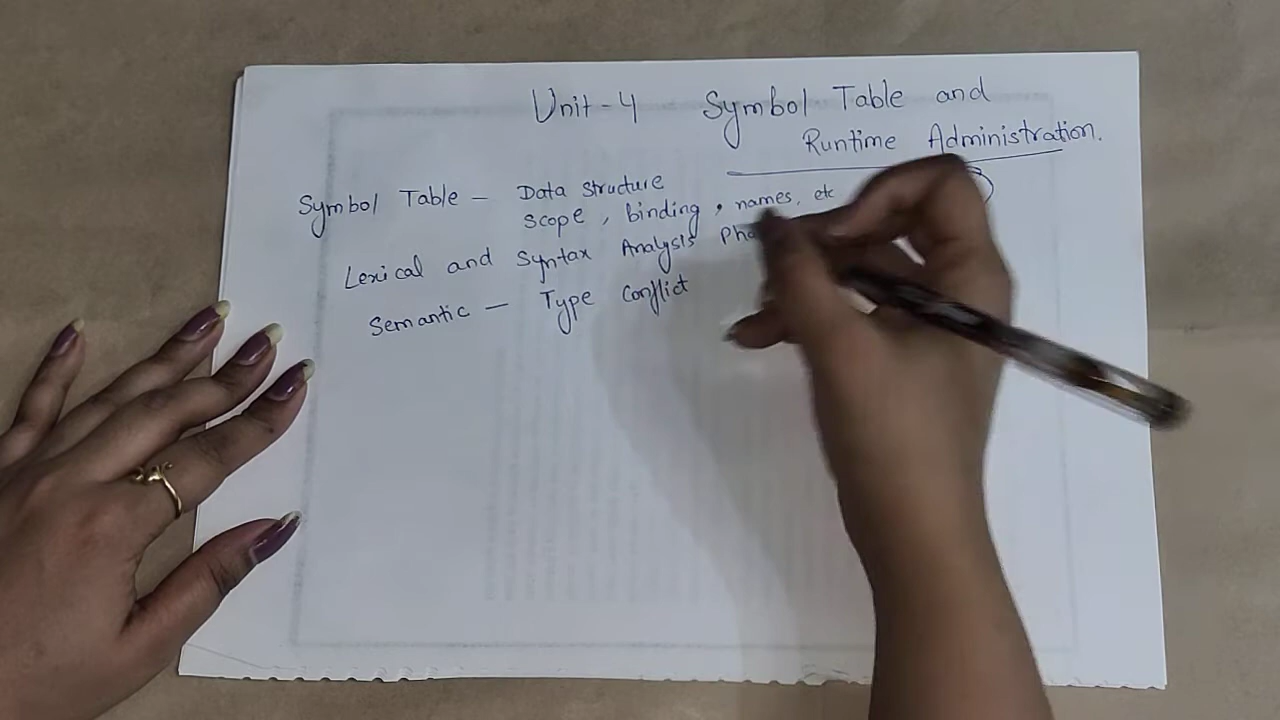 Unit - 4 Symbol Table and
Runtime Administration.
Symbol Table - Data Structure
Scope, binding, names, etc
Lexical and Syntax Analysis
Semantic - Type Conflict